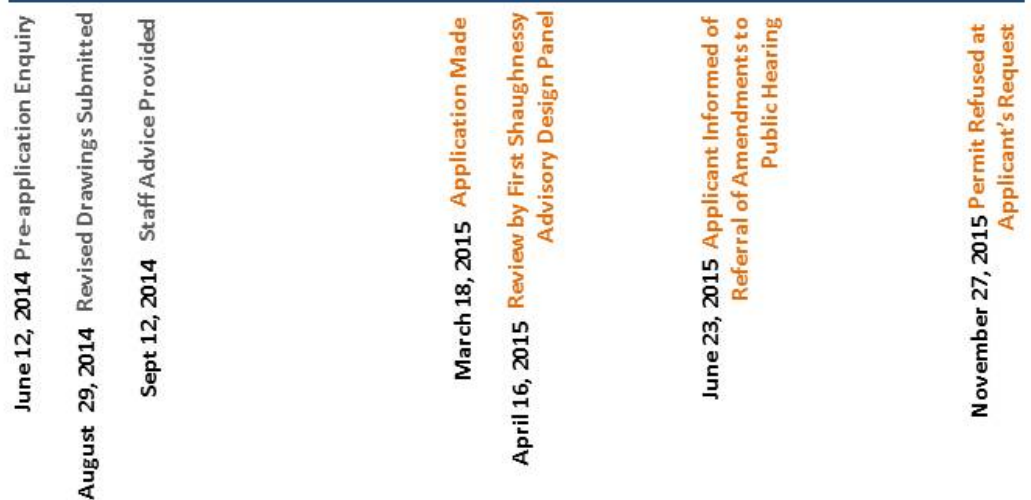 June 12, 2014 Pre-application Enquiry
August 29, 2014 Revised Drawings Submitted
Sept 12, 2014 Staff Advice Provided
March 18, 2015 Application Made
April 16, 2015 Review by First Shaughnessy
Advisory Design Panel
June 23, 2015 Applicant Informed of
Referral of Amendments to
Public Hearing
November 27, 2015 Permit Refused at
Applicant's Request